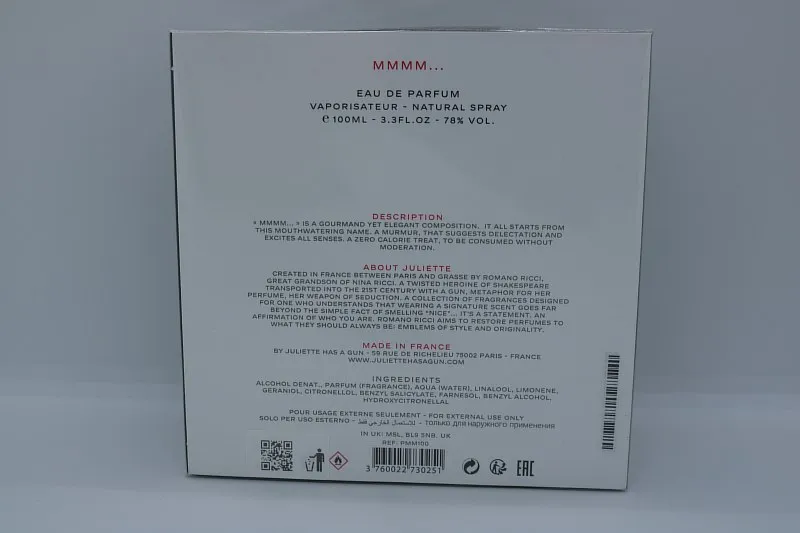 MMMM...
EAU DE PARFUM
VAPORISATEUR - NATURAL SPRAY
℮ 100ML - 3.3FL.OZ - 78% VOL.
DESCRIPTION
« MMMM... » IS A GOURMAND YET ELEGANT COMPOSITION. IT ALL STARTS FROM
THIS MOUTHWATERING NAME. A MURMUR, THAT SUGGESTS DELECTATION AND
EXCITES ALL SENSES. A ZERO CALORIE TREAT, TO BE CONSUMED WITHOUT
MODERATION.
ABOUT JULIETTE
CREATED IN FRANCE BETWEEN PARIS AND GRASSE BY ROMANO RICCI,
GREAT GRANDSON OF NINA RICCI. A TWISTED HEROINE OF SHAKESPEARE
TRANSPORTED INTO THE 21ST CENTURY WITH A GUN, METAPHOR FOR HER
PERFUME, HER WEAPON OF SEDUCTION. A COLLECTION OF FRAGRANCES DESIGNED
FOR ONE WHO UNDERSTANDS THAT WEARING A SIGNATURE SCENT GOES FAR
BEYOND THE SIMPLE FACT OF SMELLING "NICE"... IT'S A STATEMENT, AN
AFFIRMATION OF WHO YOU ARE. ROMANO RICCI AIMS TO RESTORE PERFUMES TO
WHAT THEY SHOULD ALWAYS BE: EMBLEMS OF STYLE AND ORIGINALITY.
MADE IN FRANCE
BY JULIETTE HAS A GUN - 59 RUE DE RICHELIEU 75002 PARIS - FRANCE
WWW.JULIETTEHASAGUN.COM
INGREDIENTS
ALCOHOL DENAT., PARFUM (FRAGRANCE), AQUA (WATER), LINALOOL, LIMONENE,
GERANIOL, CITRONELLOL, BENZYL SALICYLATE, FARNESOL, BENZYL ALCOHOL,
HYDROXYCITRONELLAL
POUR USAGE EXTERNE SEULEMENT - FOR EXTERNAL USE ONLY
SOLO PER USO ESTERNO - للاستعمال الخارجي فقط - только для наружного применения
IN UK: MSL, BL9 5NB. UK
REF: PMM100
3 760022 730251
EAC